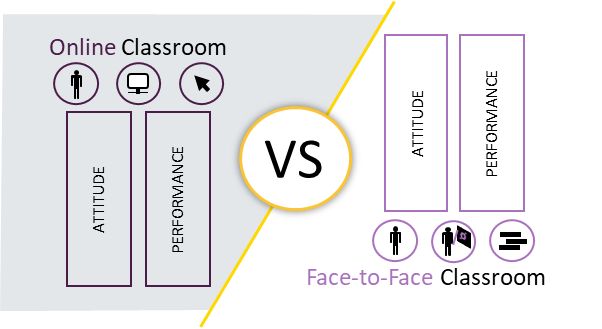 Online Classroom
ATTITUDE
PERFORMANCE
VS
ATTITUDE
PERFORMANCE
Face-to-Face Classroom